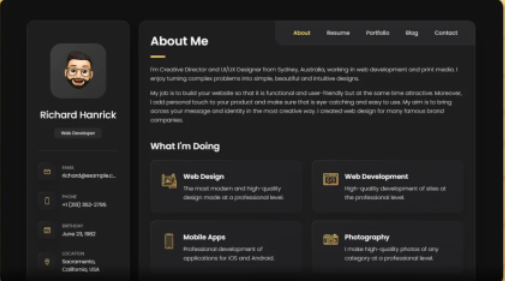 About
Resume
Portfolio
Blog
Contact
Richard Hanrick
Web Developer
EMAIL
richard@example.c...
PHONE
+1 (213) 352-2795
BIRTHDAY
June 23, 1982
LOCATION
Sacramento,
California, USA
About Me
I'm Creative Director and UI/UX Designer from Sydney, Australia, working in web development and print media. I
enjoy turning complex problems into simple, beautiful and intuitive designs.
My job is to build your website so that it is functional and user-friendly but at the same time attractive. Moreover,
I add personal touch to your product and make sure that is eye-catching and easy to use. My aim is to bring
across your message and identity in the most creative way. I created web design for many famous brand
companies.
What I'm Doing
Web Design
The most modern and high-quality
design made at a professional level.
Web Development
High-quality development of sites at
the professional level.
Mobile Apps
Professional development of
applications for iOS and Android.
Photography
I make high-quality photos of any
category at a professional level.